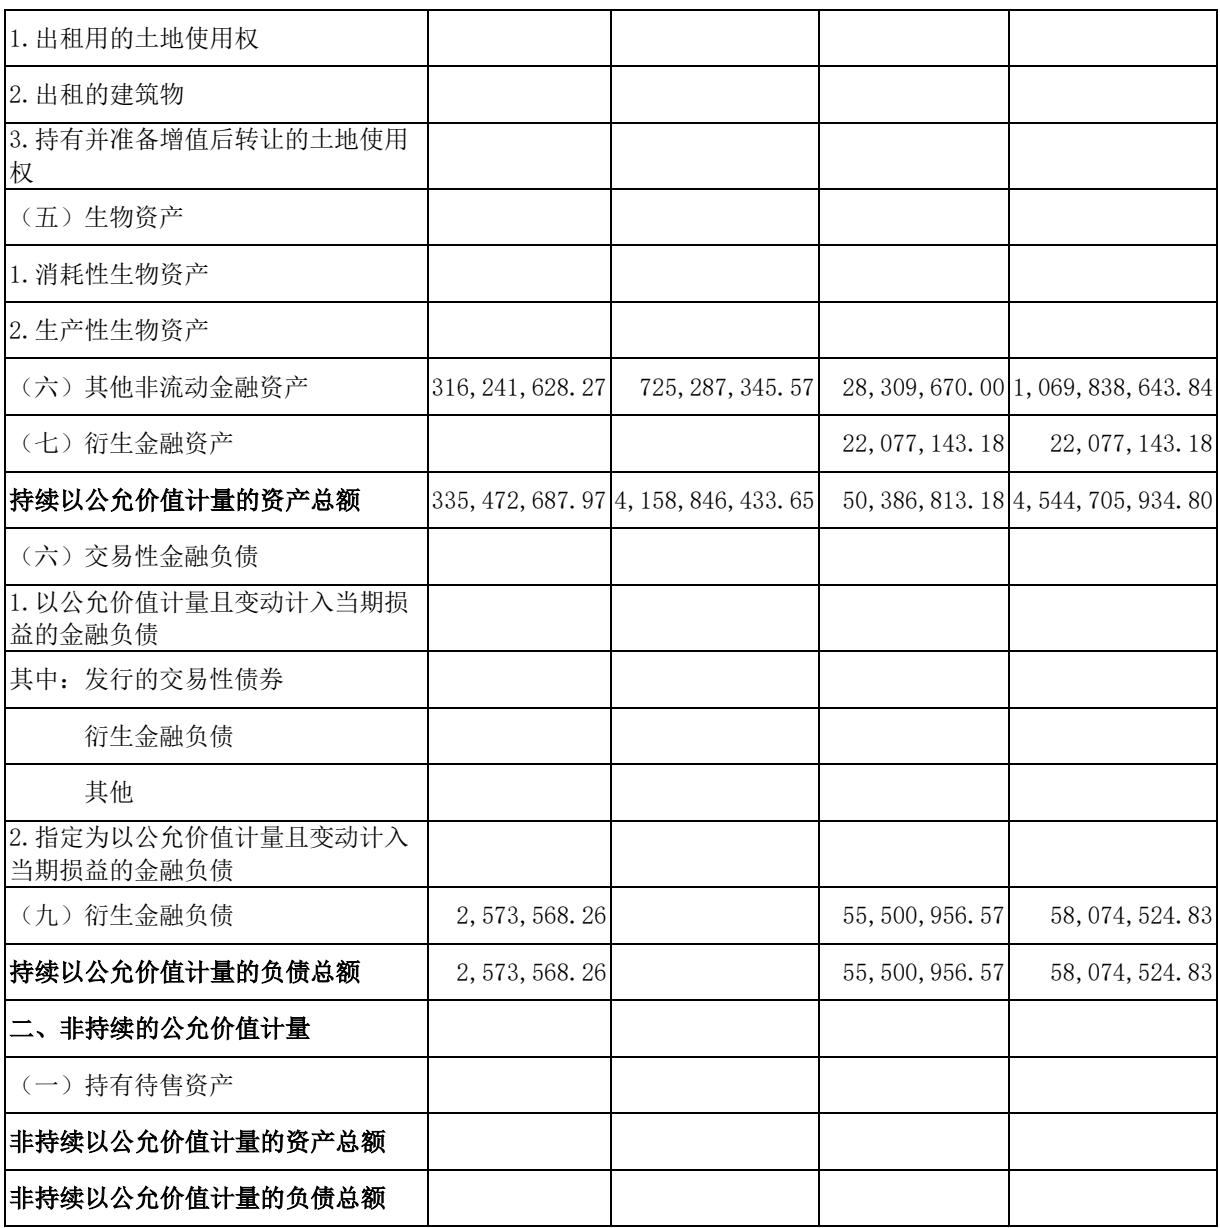 1.出租用的土地使用权
2.出租的建筑物
3.持有并准备增值后转让的土地使用
权
（五）生物资产
1.消耗性生物资产
2.生产性生物资产
（六）其他非流动金融资产 316,241,628.27 725,287,345.57 28,309,670.00 1,069,838,643.84
（七）衍生金融资产 22,077,143.18 22,077,143.18
持续以公允价值计量的资产总额 335,472,687.97 4,158,846,433.65 50,386,813.18 4,544,705,934.80
（六）交易性金融负债
1.以公允价值计量且变动计入当期损
益的金融负债
其中：发行的交易性债券
衍生金融负债
其他
2.指定为以公允价值计量且变动计入
当期损益的金融负债
（九）衍生金融负债 2,573,568.26 55,500,956.57 58,074,524.83
持续以公允价值计量的负债总额 2,573,568.26 55,500,956.57 58,074,524.83
二、非持续的公允价值计量
（一）持有待售资产
非持续以公允价值计量的资产总额
非持续以公允价值计量的负债总额